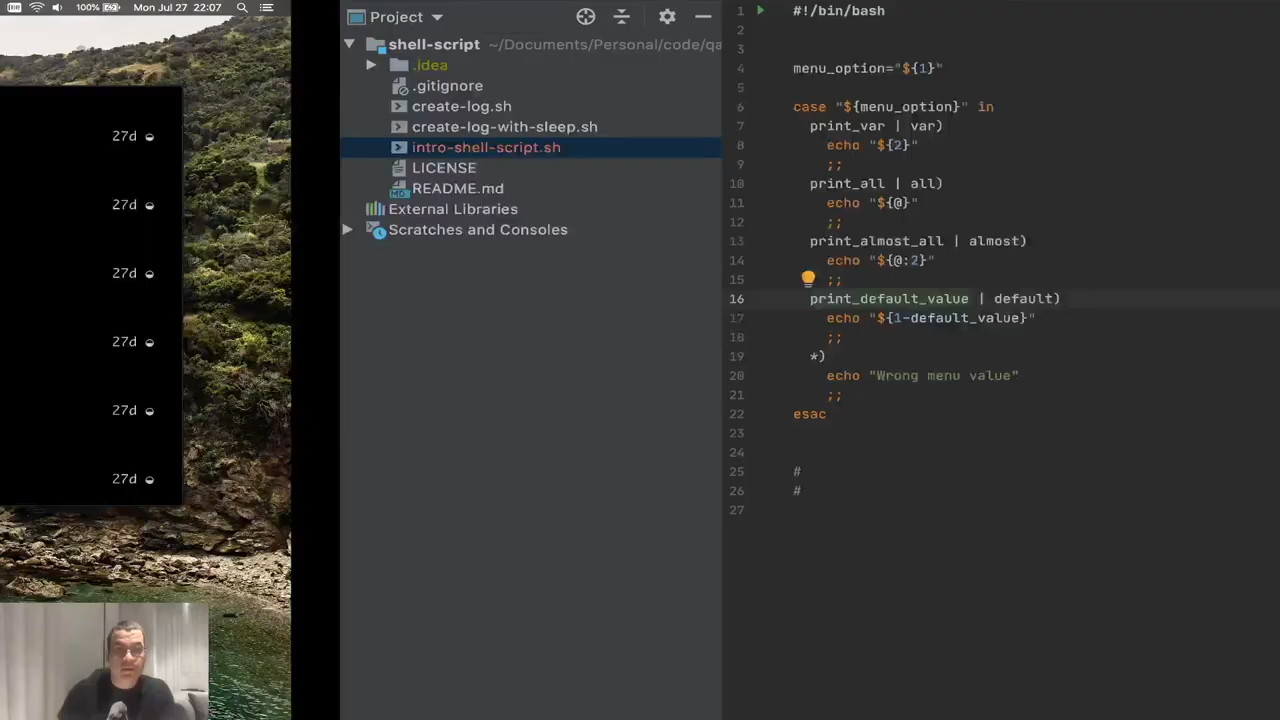 100% Mon Jul 27 22:07
27d
27d
27d
27d
27d
27d
Project
shell-script ~/Documents/Personal/code/qa
.idea
.gitignore
create-log.sh
create-log-with-sleep.sh
intro-shell-script.sh
LICENSE
README.md
External Libraries
Scratches and Consoles
1 #!/bin/bash
2
3
4 menu_option="${1}"
5
6 case "${menu_option}" in
7 print_var | var)
8 echo "${2}"
9 ;;
10 print_all | all)
11 echo "${@}"
12 ;;
13 print_almost_all | almost)
14 echo "${@:2}"
15 ;;
16 print_default_value | default)
17 echo "${1-default_value}"
18 ;;
19 *)
20 echo "Wrong menu value"
21 ;;
22 esac
23
24
25 #
26 #
27